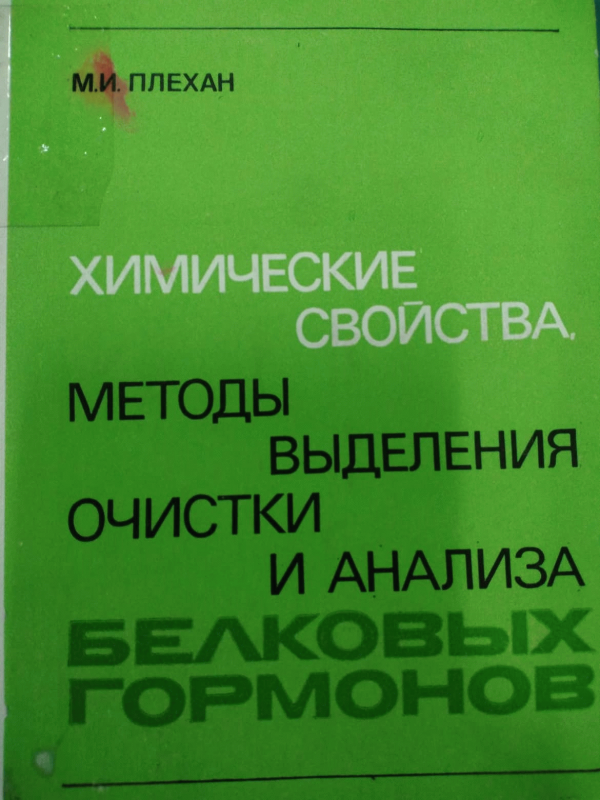 М.И. ПЛЕХАН
ХИМИЧЕСКИЕ
СВОЙСТВА,
МЕТОДЫ
ВЫДЕЛЕНИЯ
ОЧИСТКИ
И АНАЛИЗА
БЕЛКОВЫХ
ГОРМОНОВ